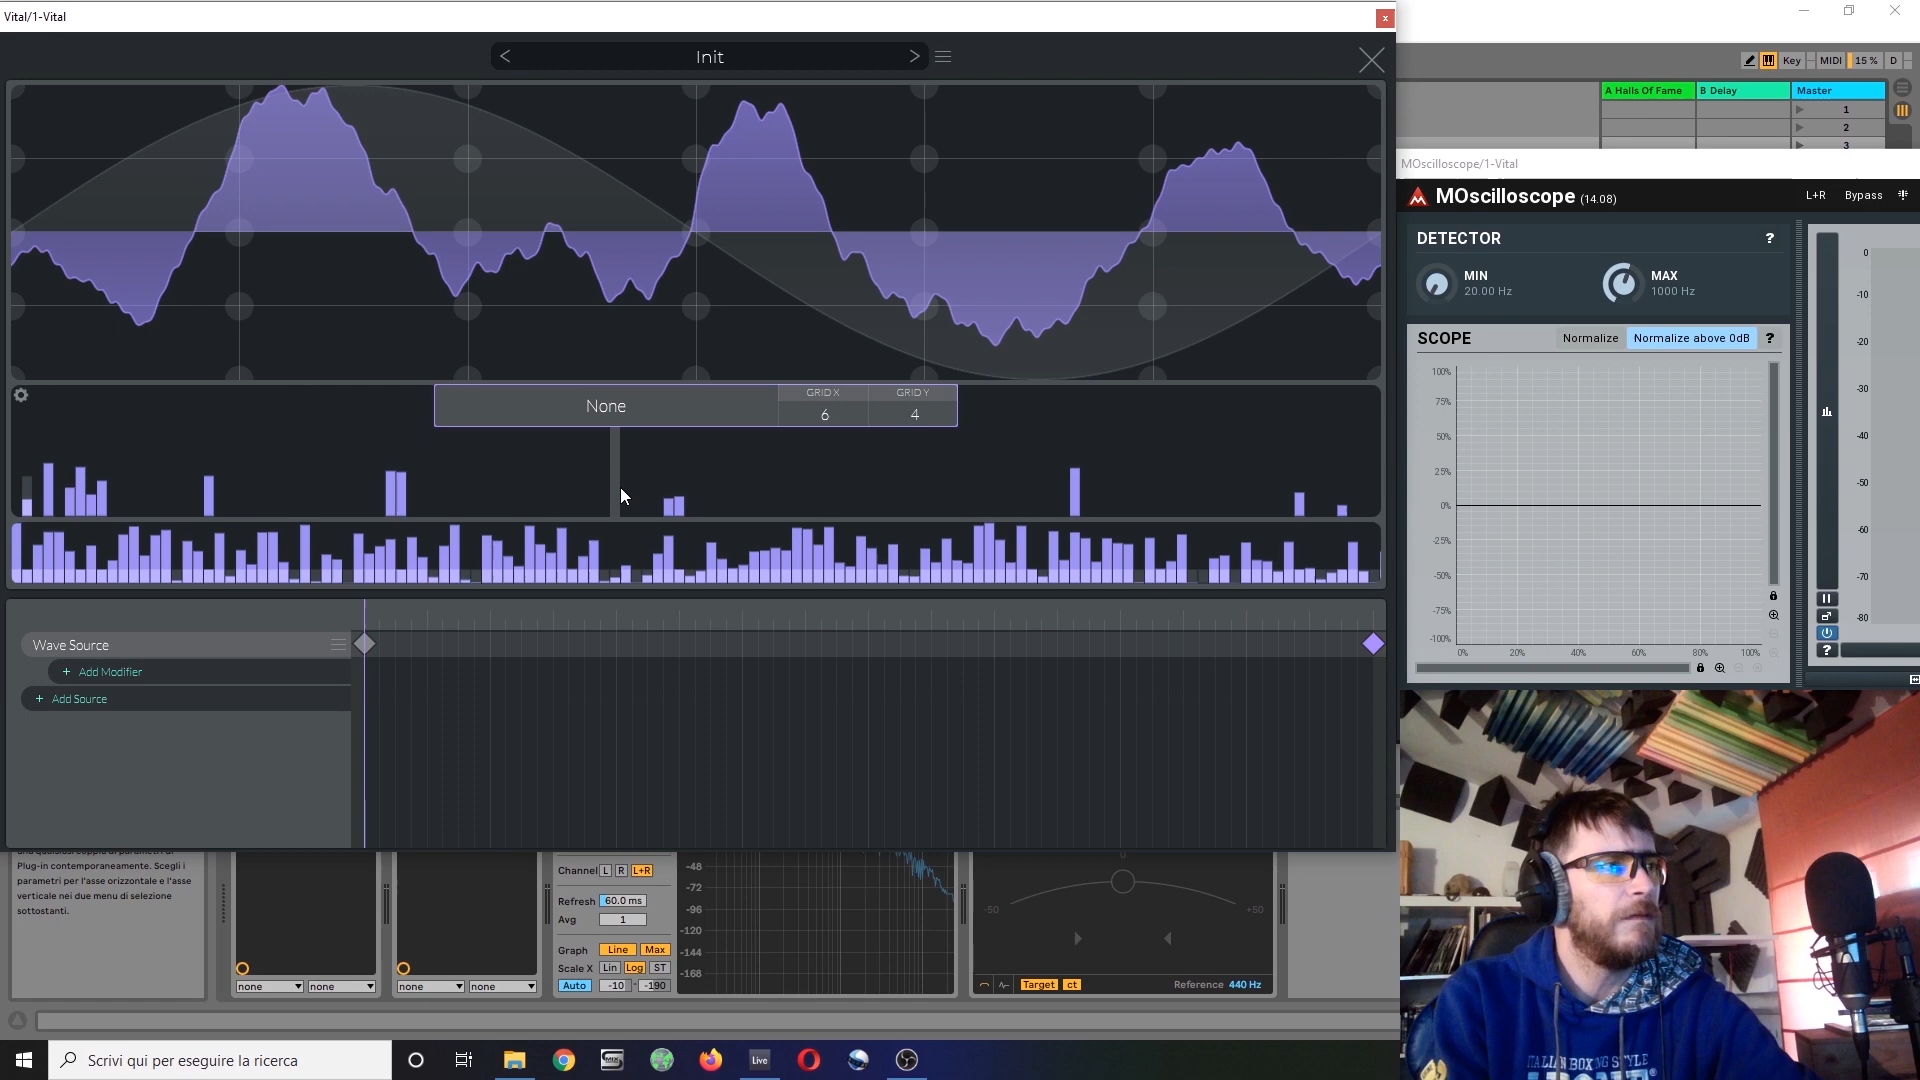 Vital/1-Vital
x
< Init >
None
GRID X
6
GRID Y
4
Wave Source
+ Add Modifier
+ Add Source
Key MIDI 15 % D
A Halls Of Fame
B Delay
Master
1
2
3
MOscilloscope/1-Vital
MOscilloscope (14.08)
L+R Bypass
DETECTOR ?
MIN
20.00 Hz
MAX
1000 Hz
SCOPE Normalize Normalize above 0dB ?
100%
75%
50%
25%
0%
-25%
-50%
-75%
-100%
0% 20% 40% 60% 80% 100%
0
-10
-20
-30
-40
-50
-60
-70
-80
?
Plug-in contemporaneamente. Scegli i
parametri per l'asse orizzontale e l'asse
verticale nei due menu di selezione
sottostanti.
none none
none none
Channel L R L+R
Refresh 60.0 ms
Avg 1
Graph Line Max
Scale X Lin Log ST
Auto -10 -190
-48
-72
-96
-120
-144
-168
0
-50 +50
Target ct Reference 440 Hz
Scrivi qui per eseguire la ricerca
Live
ITALIAN BOXING STYLE